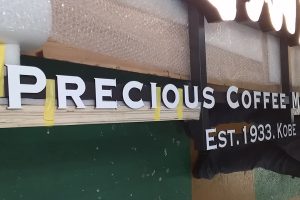 PRECIOUS COFFEE M
EST. 1933. KOBE